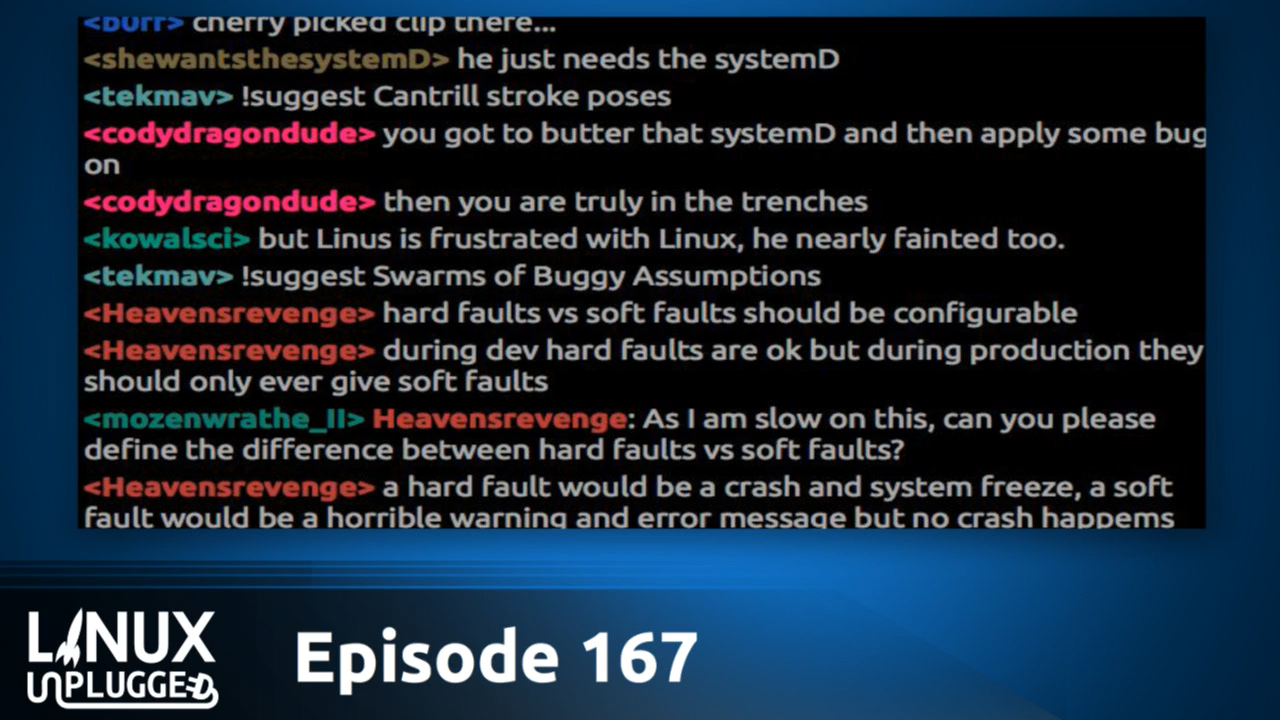 <Burr> cherry picked clip there...
<shewantsthesystemD> he just needs the systemD
<tekmav> !suggest Cantrill stroke poses
<codydragondude> you got to butter that systemD and then apply some bug
on
<codydragondude> then you are truly in the trenches
<kowalsci> but Linus is frustrated with Linux, he nearly fainted too.
<tekmav> !suggest Swarms of Buggy Assumptions
<Heavensrevenge> hard faults vs soft faults should be configurable
<Heavensrevenge> during dev hard faults are ok but during production they
should only ever give soft faults
<mozenwrathe_II> Heavensrevenge: As I am slow on this, can you please
define the difference between hard faults vs soft faults?
<Heavensrevenge> a hard fault would be a crash and system freeze, a soft
fault would be a horrible warning and error message but no crash happems
LINUX
UNPLUGGED
Episode 167